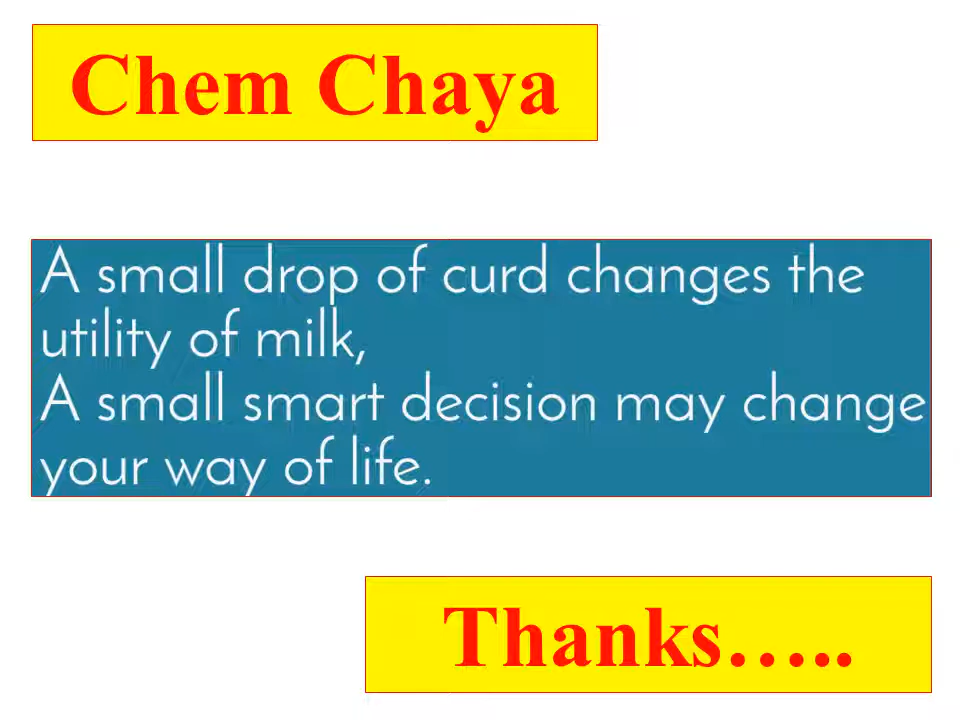 Chem Chaya
A small drop of curd changes the
utility of milk,
A small smart decision may change
your way of life.
Thanks…..